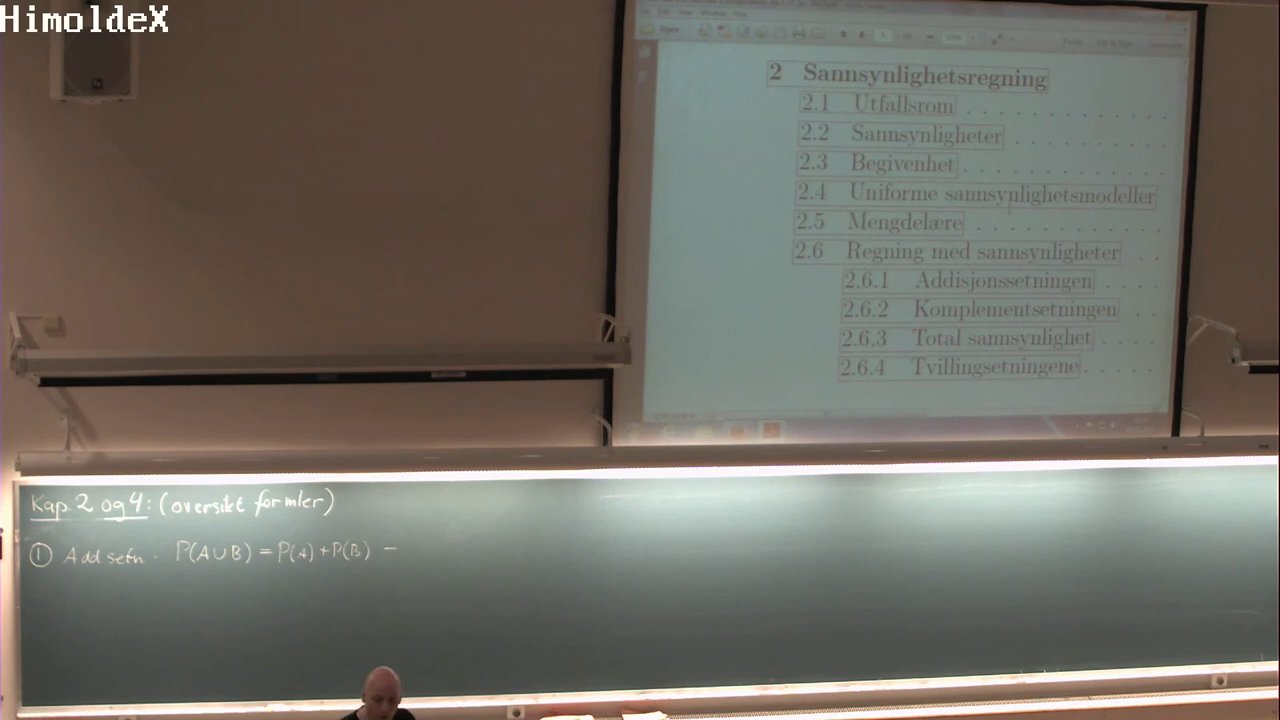 HimoldeX
2 Sannsynlighetsregning
2.1 Utfallsrom
2.2 Sannsynligheter
2.3 Begivenhet
2.4 Uniforme sannsynlighetsmodeller
2.5 Mengdelære
2.6 Regning med sannsynligheter
2.6.1 Addisjonssetningen
2.6.2 Komplementsetningen
2.6.3 Total sannsynlighet
2.6.4 Tvillingsetningene
Kap. 2 og 4: (oversikt formler)
① Add setn. P(A∪B) = P(A) + P(B) −